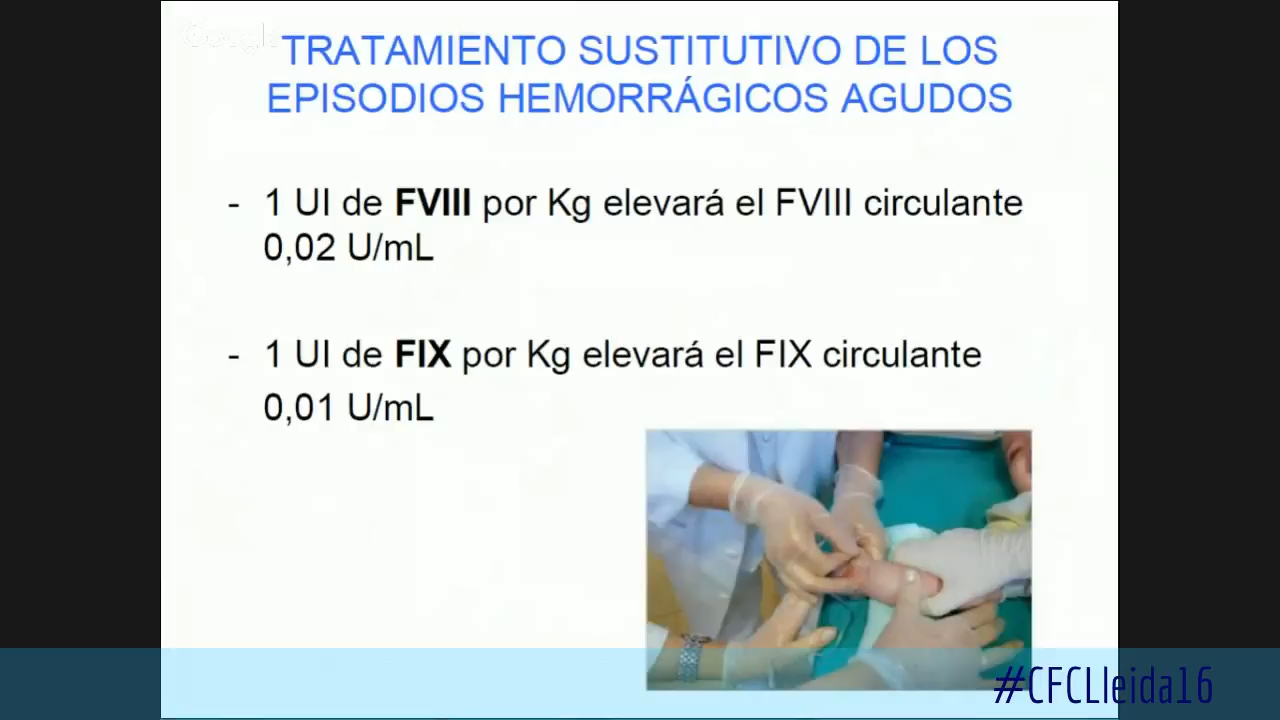 Google
TRATAMIENTO SUSTITUTIVO DE LOS
EPISODIOS HEMORRÁGICOS AGUDOS
- 1 UI de FVIII por Kg elevará el FVIII circulante
0,02 U/mL
- 1 UI de FIX por Kg elevará el FIX circulante
0,01 U/mL
#CFCLleida16